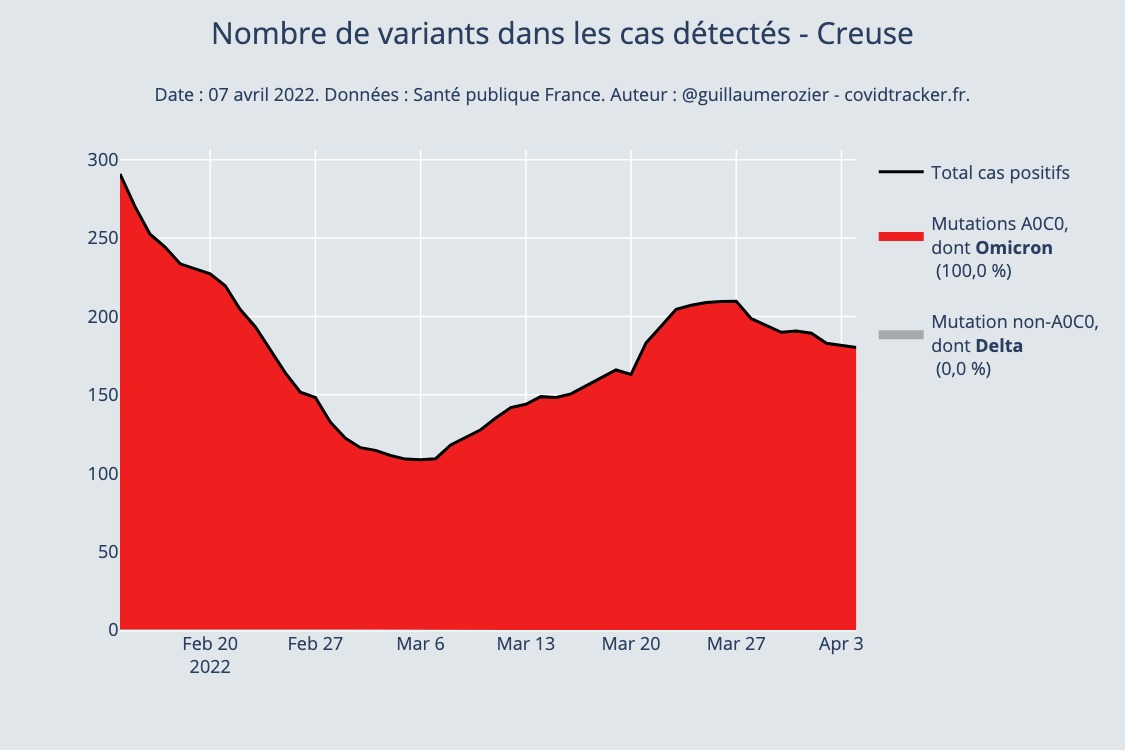 Nombre de variants dans les cas détectés - Creuse
Date : 07 avril 2022. Données : Santé publique France. Auteur : @guillaumerozier - covidtracker.fr.
300
250
200
150
100
50
0
Feb 20
2022
Feb 27
Mar 6
Mar 13
Mar 20
Mar 27
Apr 3
Total cas positifs
Mutations A0C0,
dont Omicron
(100,0 %)
Mutation non-A0C0,
dont Delta
(0,0 %)